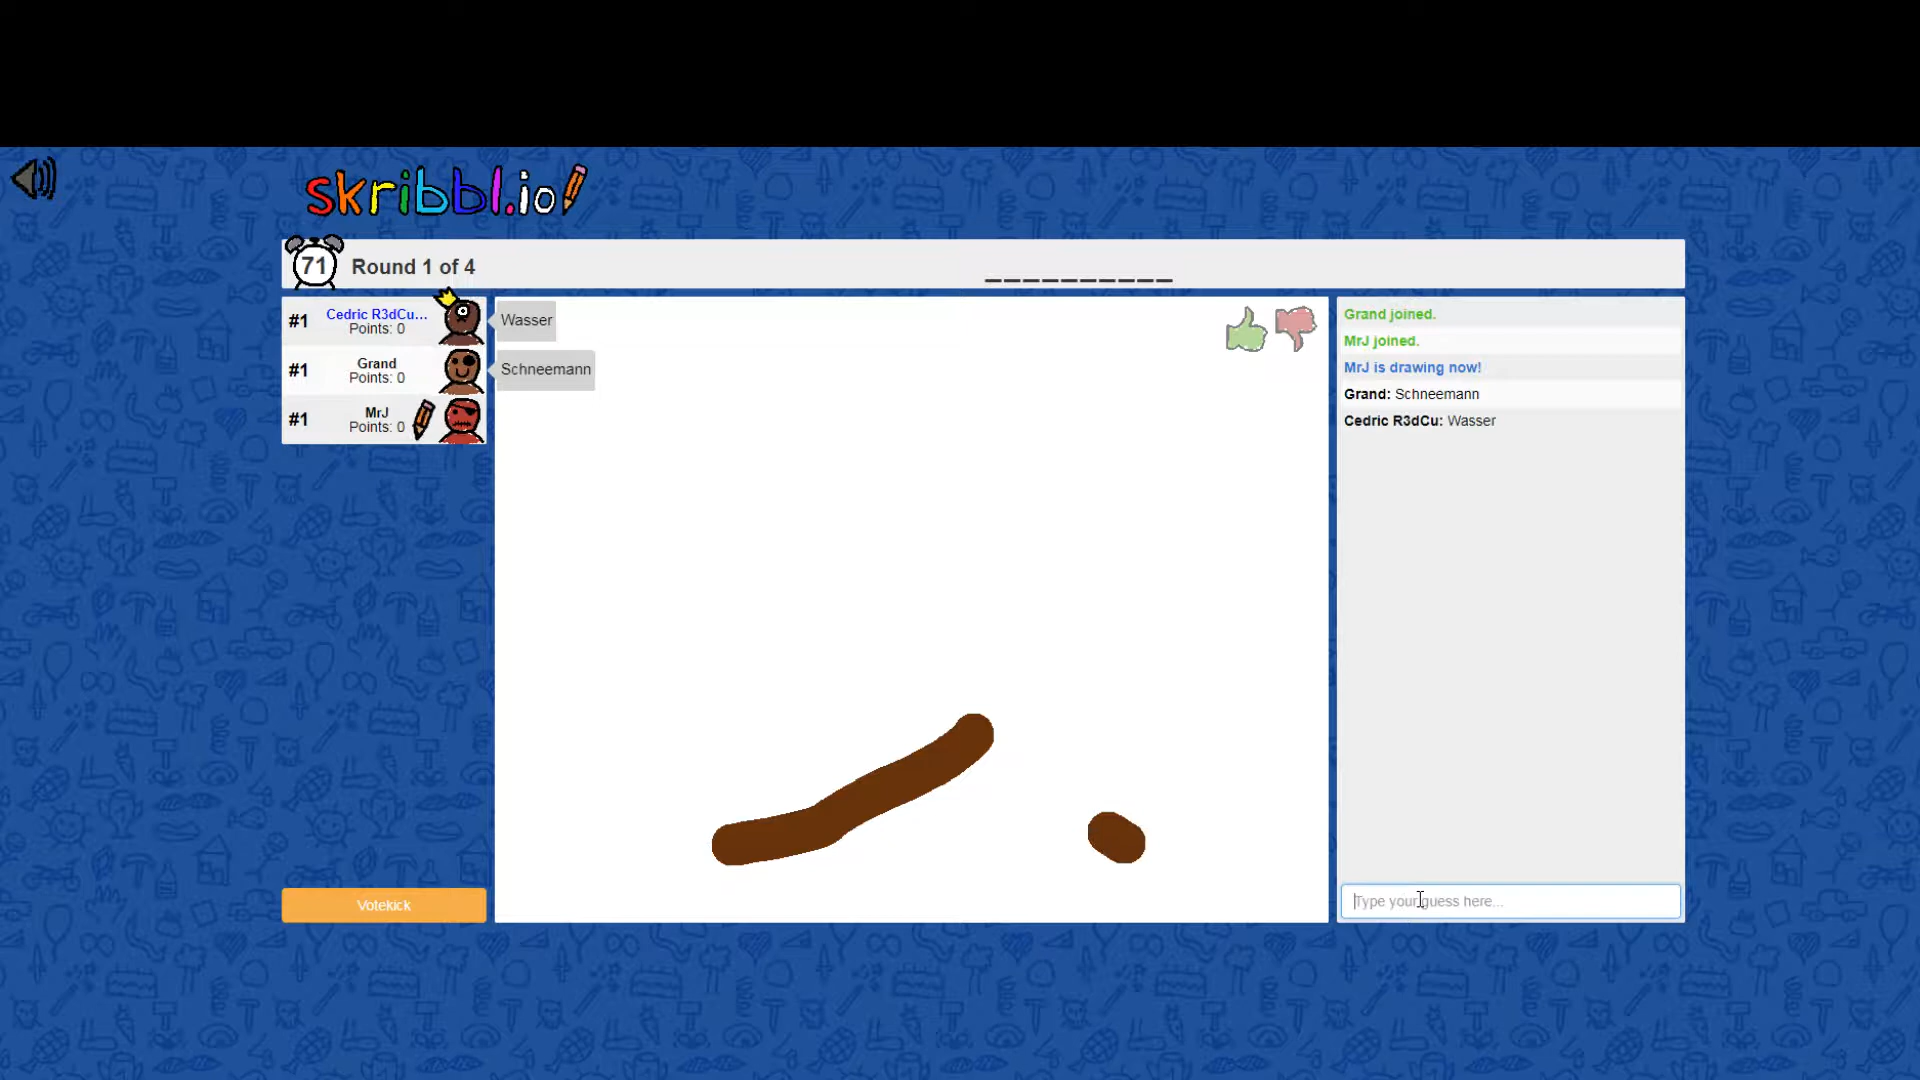 skribbl.io
71
Round 1 of 4
__________
#1
Cedric R3dCu...
Points: 0
Wasser
#1
Grand
Points: 0
Schneemann
#1
MrJ
Points: 0
Grand joined.
MrJ joined.
MrJ is drawing now!
Grand: Schneemann
Cedric R3dCu: Wasser
Votekick
Type your guess here...